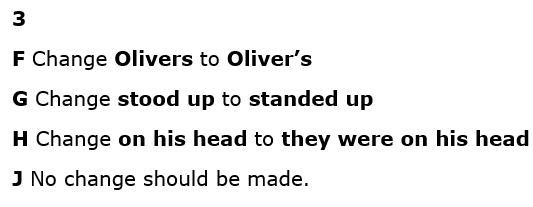 3
F Change Olivers to Oliver’s
G Change stood up to standed up
H Change on his head to they were on his head
J No change should be made.